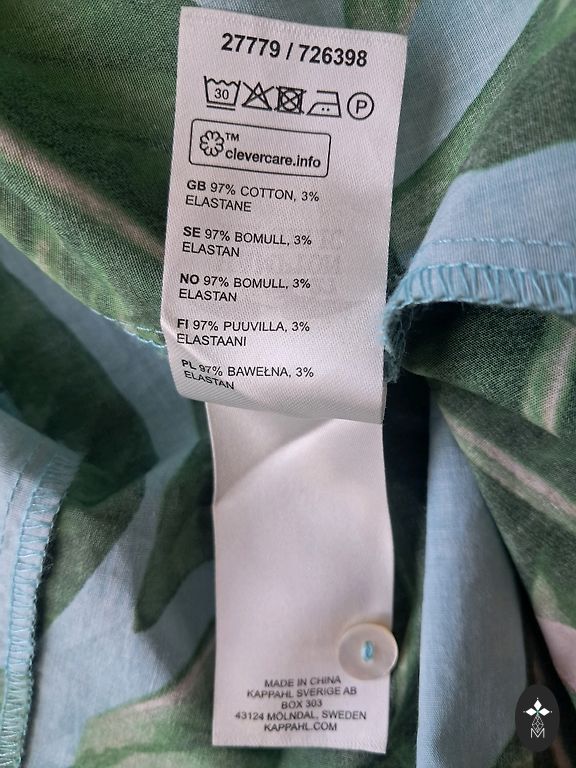 27779 / 726398
30 P
™
clevercare.info
GB 97% COTTON, 3%
ELASTANE
SE 97% BOMULL, 3%
ELASTAN
NO 97% BOMULL, 3%
ELASTAN
FI 97% PUUVILLA, 3%
ELASTAANI
PL 97% BAWEŁNA, 3%
ELASTAN
MADE IN CHINA
KAPPAHL SVERIGE AB
BOX 303
43124 MÖLNDAL, SWEDEN
KAPPAHL.COM
M